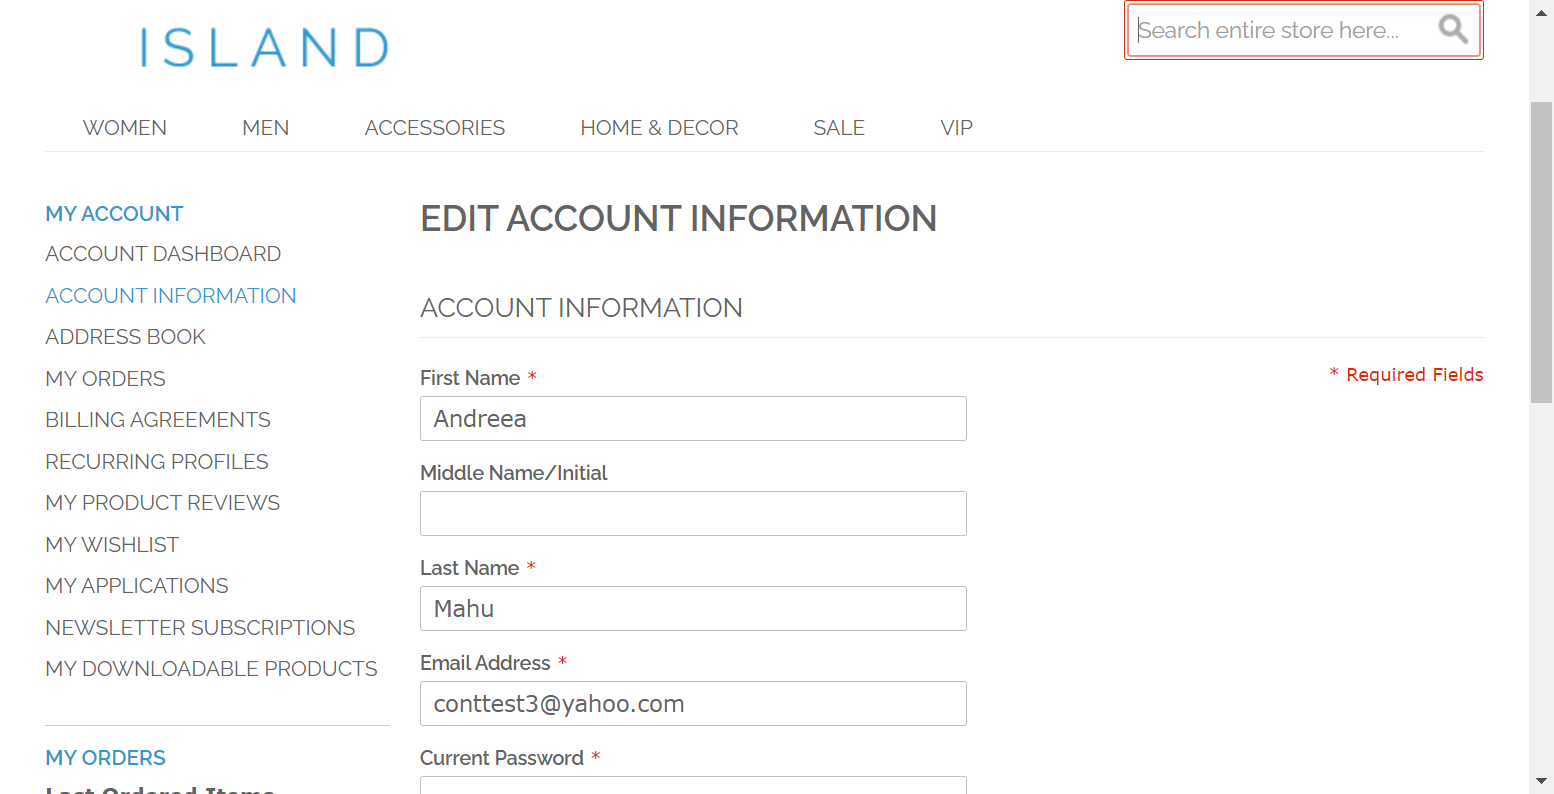 ISLAND
Search entire store here...
WOMEN MEN ACCESSORIES HOME & DECOR SALE VIP
MY ACCOUNT
ACCOUNT DASHBOARD
ACCOUNT INFORMATION
ADDRESS BOOK
MY ORDERS
BILLING AGREEMENTS
RECURRING PROFILES
MY PRODUCT REVIEWS
MY WISHLIST
MY APPLICATIONS
NEWSLETTER SUBSCRIPTIONS
MY DOWNLOADABLE PRODUCTS
MY ORDERS
Last Ordered Items
EDIT ACCOUNT INFORMATION
ACCOUNT INFORMATION
* Required Fields
First Name *
Andreea
Middle Name/Initial
Last Name *
Mahu
Email Address *
conttest3@yahoo.com
Current Password *